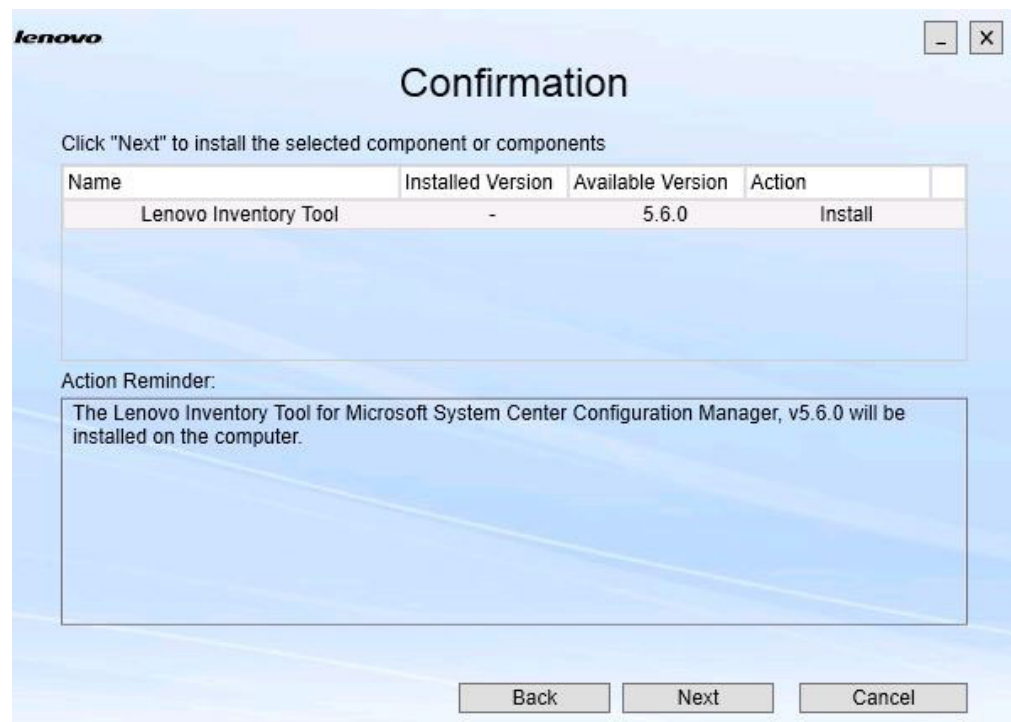 lenovo
Confirmation
Click "Next" to install the selected component or components
Name Installed Version Available Version Action
Lenovo Inventory Tool - 5.6.0 Install
Action Reminder:
The Lenovo Inventory Tool for Microsoft System Center Configuration Manager, v5.6.0 will be
installed on the computer.
Back Next Cancel